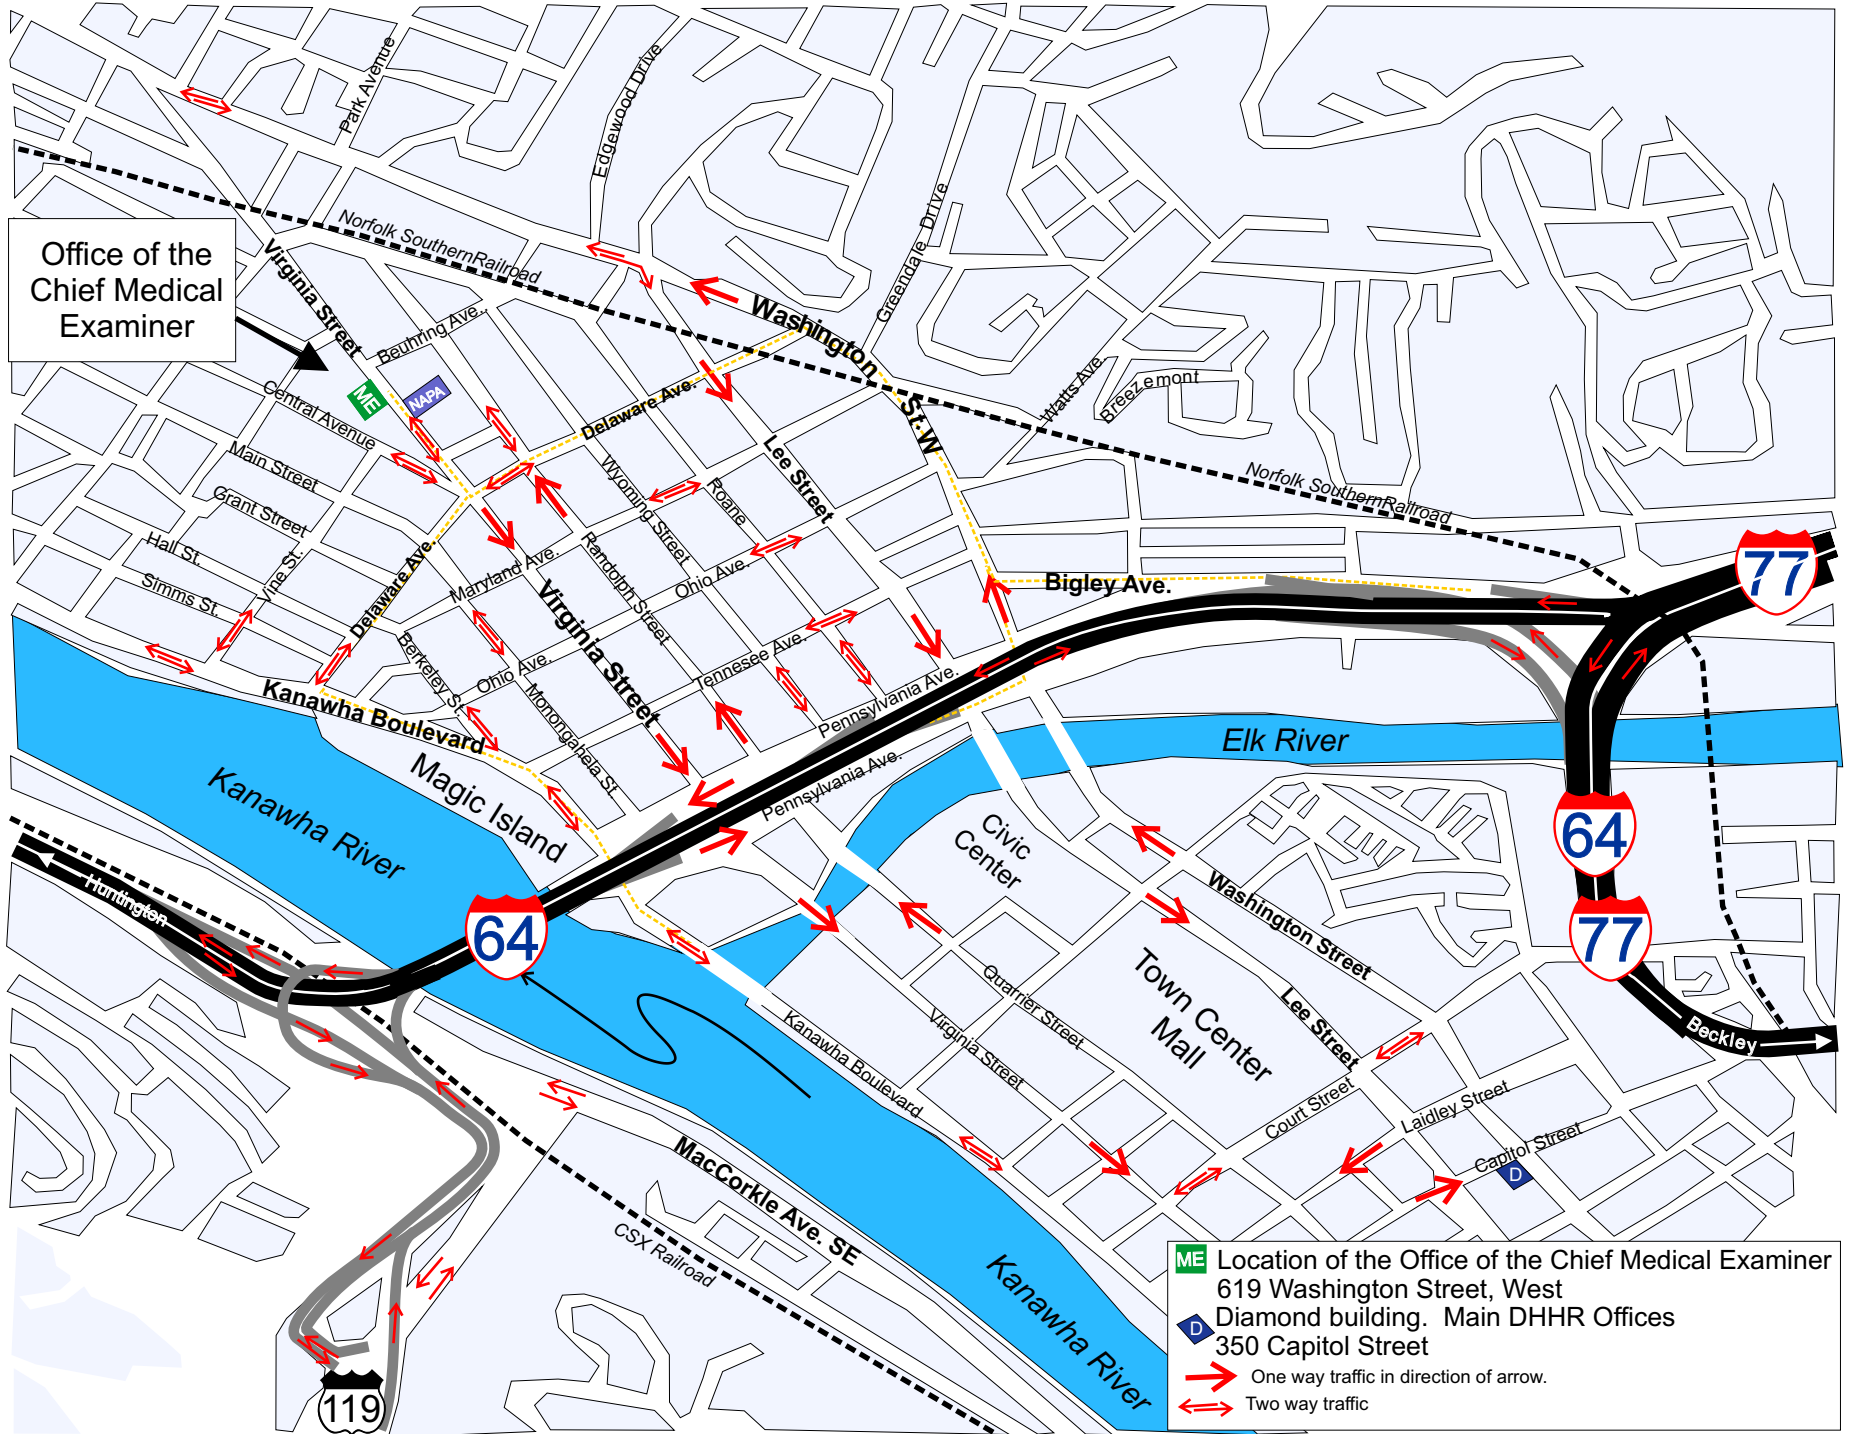 Park Avenue
Edgewood Drive
Greendale Drive
Norfolk SouthernRailroad
Office of the
Chief Medical
Examiner
Virginia Street
Beuhring Ave.
Washington
St. W
ME
NAPA
Central Avenue
Delaware Ave.
Watts Ave.
Breezemont
Main Street
Lee Street
Wyoming Street
Roane
Norfolk SouthernRailroad
Grant Street
Hall St.
Vine St.
Simms St.
Delaware Ave.
Maryland Ave.
Randolph Street
Ohio Ave.
Bigley Ave.
77
Virginia Street
Berkeley St.
Ohio Ave.
Tennesee Ave.
Pennsylvania Ave.
Kanawha Boulevard
Monongahela St.
Elk River
Magic Island
Pennsylvania Ave.
Kanawha River
Civic
Center
64
Huntington
64
77
Washington Street
Town Center
Mall
Lee Street
Quarrier Street
Virginia Street
Kanawha Boulevard
Beckley
Court Street
Laidley Street
Capitol Street
D
MacCorkle Ave. SE
CSX Railroad
Kanawha River
119
ME Location of the Office of the Chief Medical Examiner
619 Washington Street, West
D Diamond building. Main DHHR Offices
350 Capitol Street
One way traffic in direction of arrow.
Two way traffic